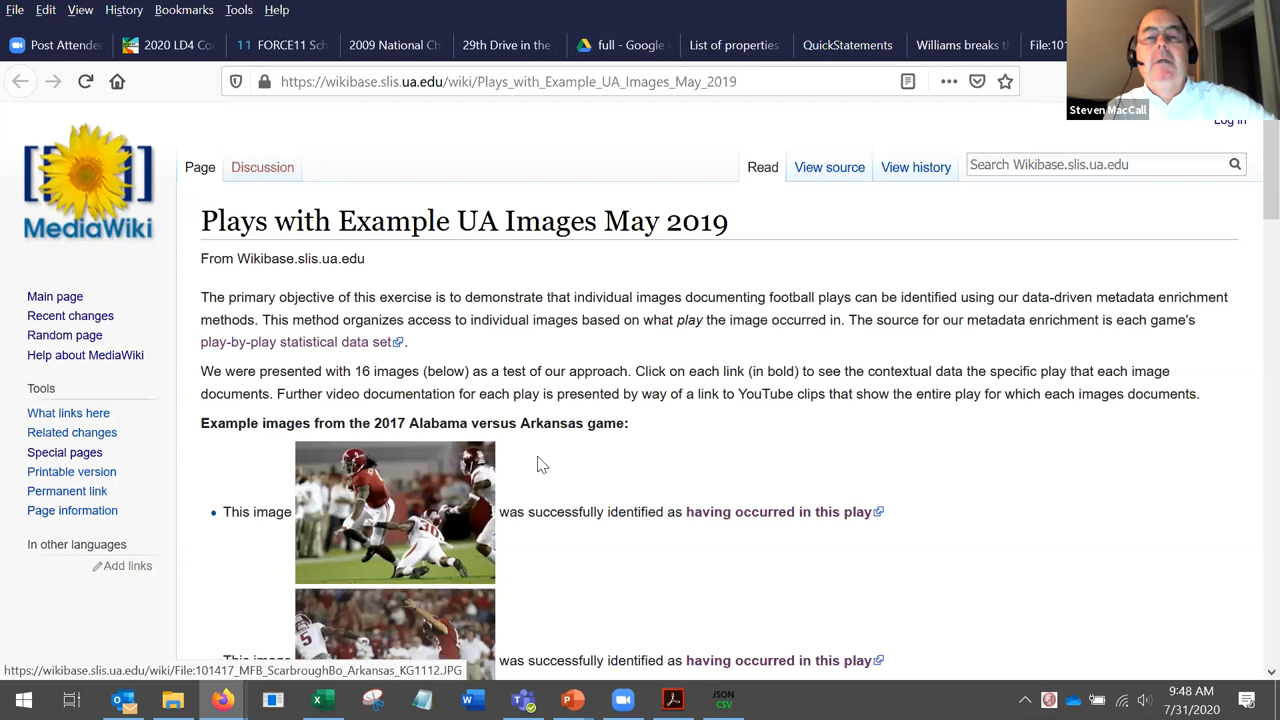 File Edit View History Bookmarks Tools Help
Post Attende
2020 LD4 Co
FORCE11 Sch
2009 National Ch
29th Drive in the
full - Google
List of properties
QuickStatements
Williams breaks
File:101
https://wikibase.slis.ua.edu/wiki/Plays_with_Example_UA_Images_May_2019
Steven MacCall
Log in
Page Discussion Read View source View history Search Wikibase.slis.ua.edu
MediaWiki
Plays with Example UA Images May 2019
From Wikibase.slis.ua.edu
Main page
Recent changes
Random page
Help about MediaWiki
Tools
What links here
Related changes
Special pages
Printable version
Permanent link
Page information
In other languages
Add links
The primary objective of this exercise is to demonstrate that individual images documenting football plays can be identified using our data-driven metadata enrichment
methods. This method organizes access to individual images based on what play the image occurred in. The source for our metadata enrichment is each game's
play-by-play statistical data set.
We were presented with 16 images (below) as a test of our approach. Click on each link (in bold) to see the contextual data the specific play that each image
documents. Further video documentation for each play is presented by way of a link to YouTube clips that show the entire play for which each images documents.
Example images from the 2017 Alabama versus Arkansas game:
This image was successfully identified as having occurred in this play
30
5
This image was successfully identified as having occurred in this play
https://wikibase.slis.ua.edu/wiki/File:101417_MFB_ScarbroughBo_Arkansas_KG1112.JPG
JSON
CSV
9:48 AM
7/31/2020